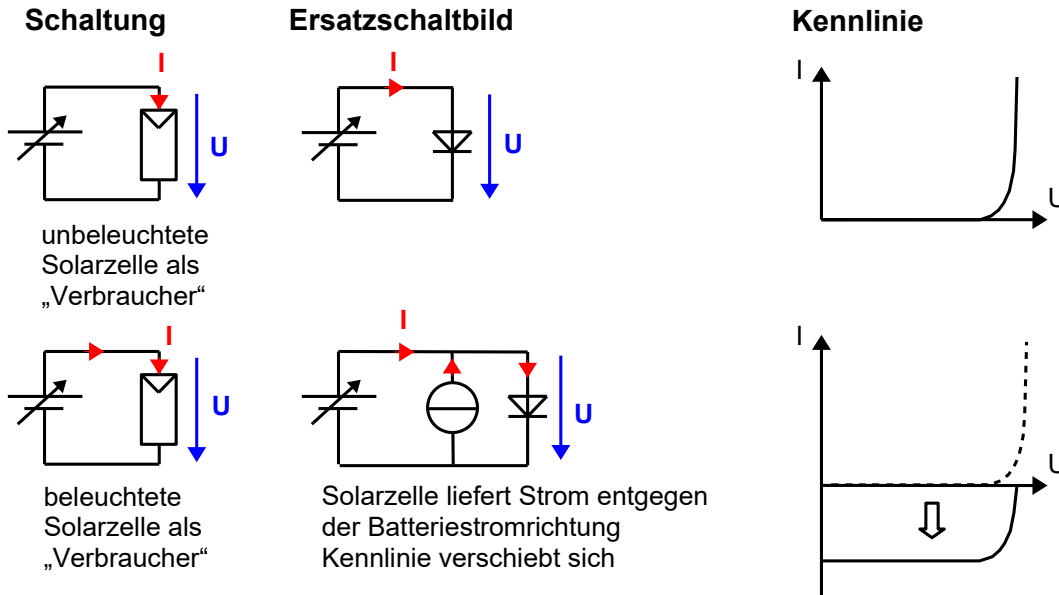 Schaltung
Ersatzschaltbild
Kennlinie
I
U
I
U
I
U
unbeleuchtete
Solarzelle als
„Verbraucher“
I
U
I
U
I
U
beleuchtete
Solarzelle als
„Verbraucher“
Solarzelle liefert Strom entgegen
der Batteriestromrichtung
Kennlinie verschiebt sich